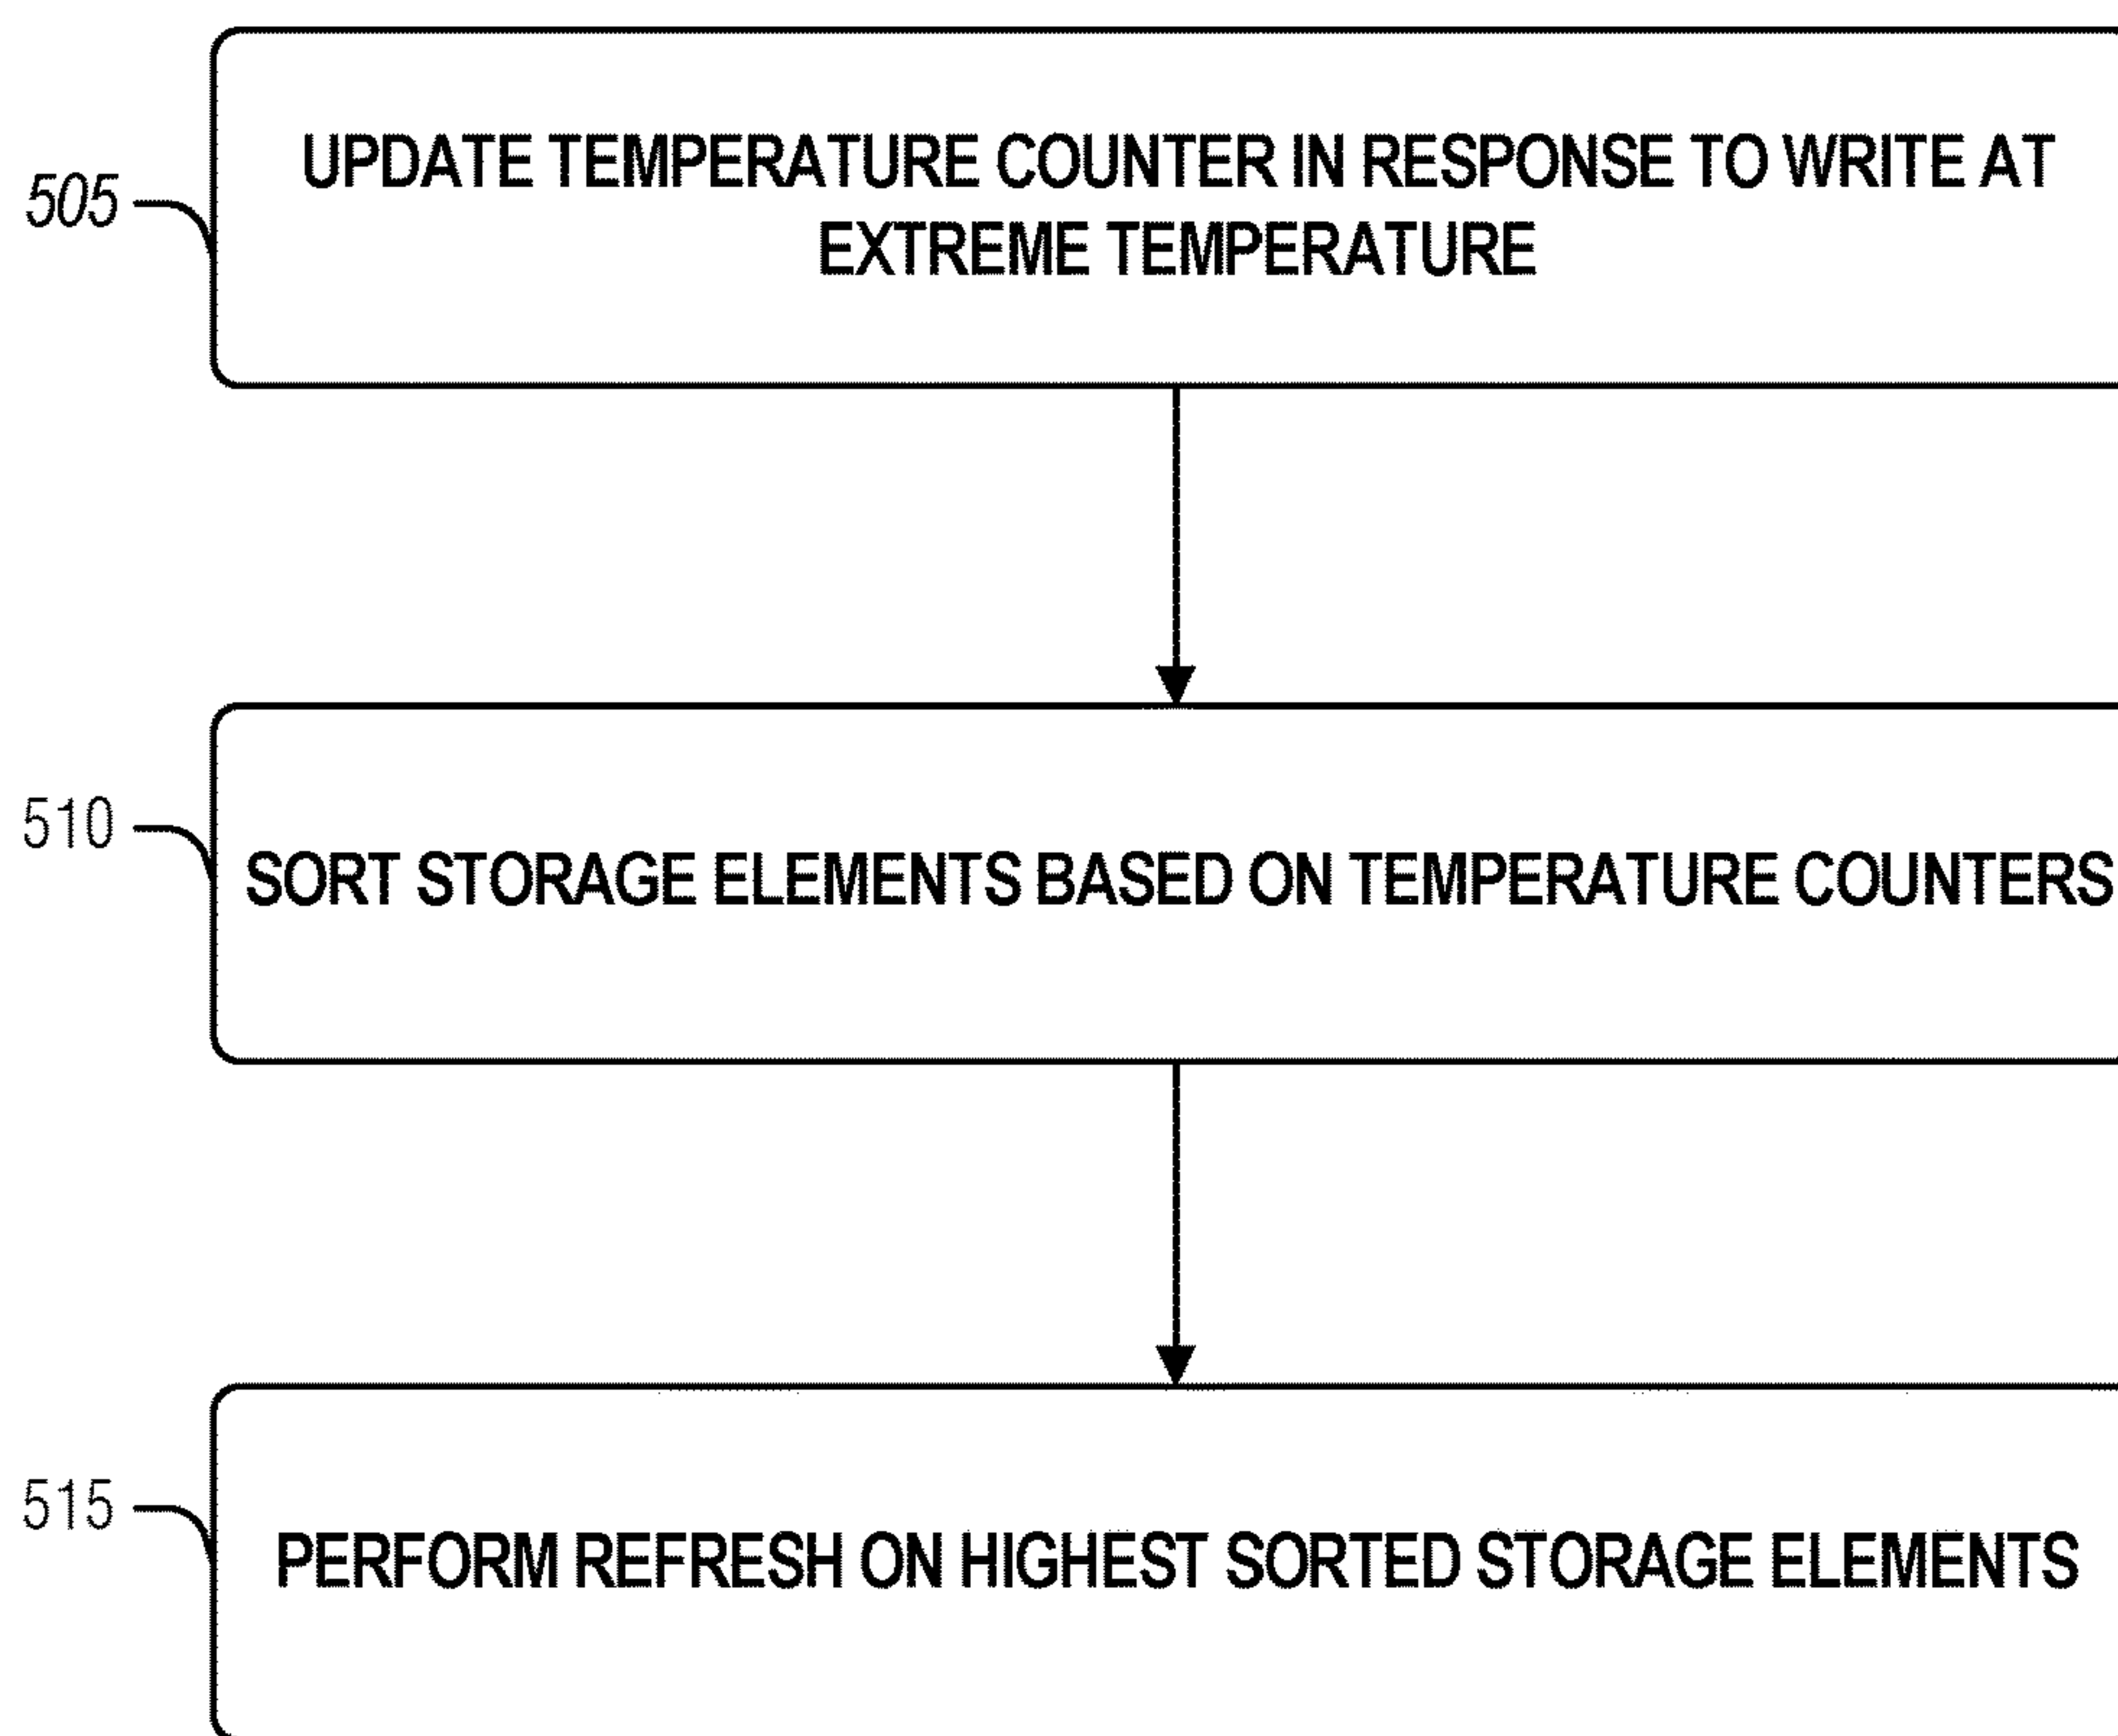 505
UPDATE TEMPERATURE COUNTER IN RESPONSE TO WRITE AT
EXTREME TEMPERATURE
510
SORT STORAGE ELEMENTS BASED ON TEMPERATURE COUNTERS
515
PERFORM REFRESH ON HIGHEST SORTED STORAGE ELEMENTS